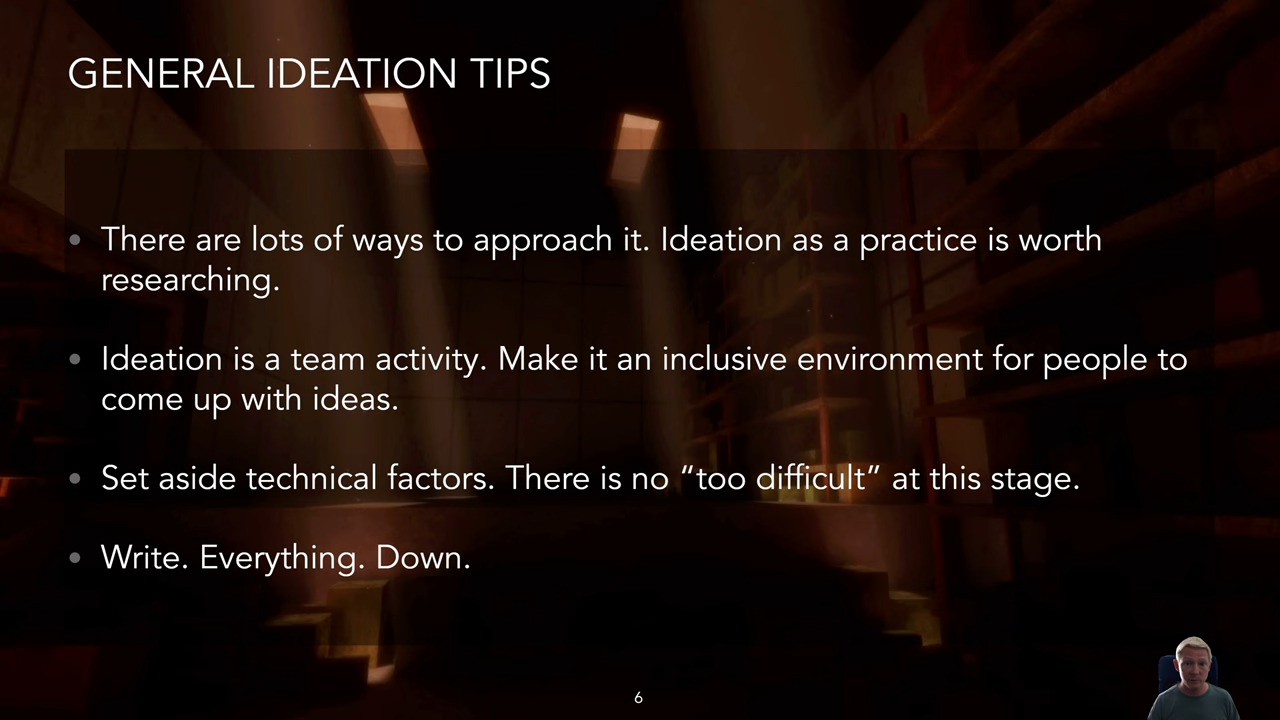 GENERAL IDEATION TIPS
• There are lots of ways to approach it. Ideation as a practice is worth
researching.
• Ideation is a team activity. Make it an inclusive environment for people to
come up with ideas.
• Set aside technical factors. There is no “too difficult” at this stage.
• Write. Everything. Down.
6